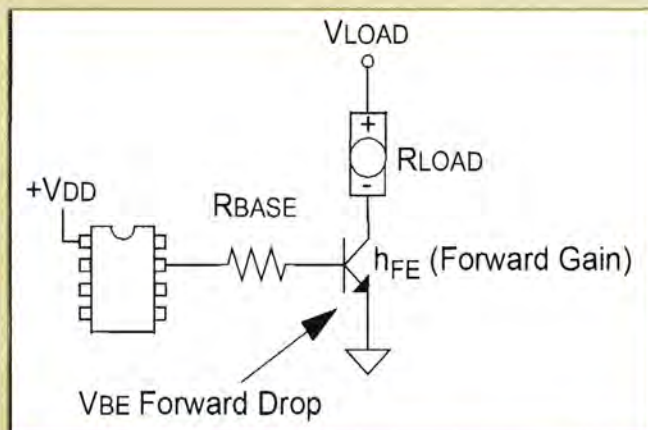 VLOAD
+
RLOAD
-
+VDD
RBASE
hFE (Forward Gain)
VBE Forward Drop